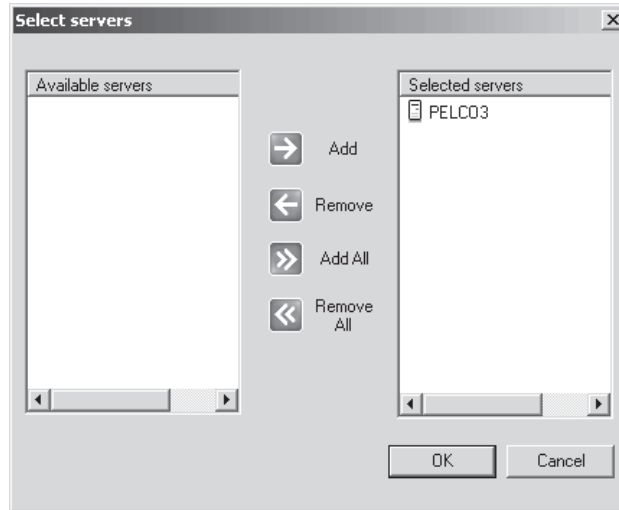 Select servers
Available servers
Selected servers
PELCO3
Add
Remove
Add All
Remove
All
OK
Cancel